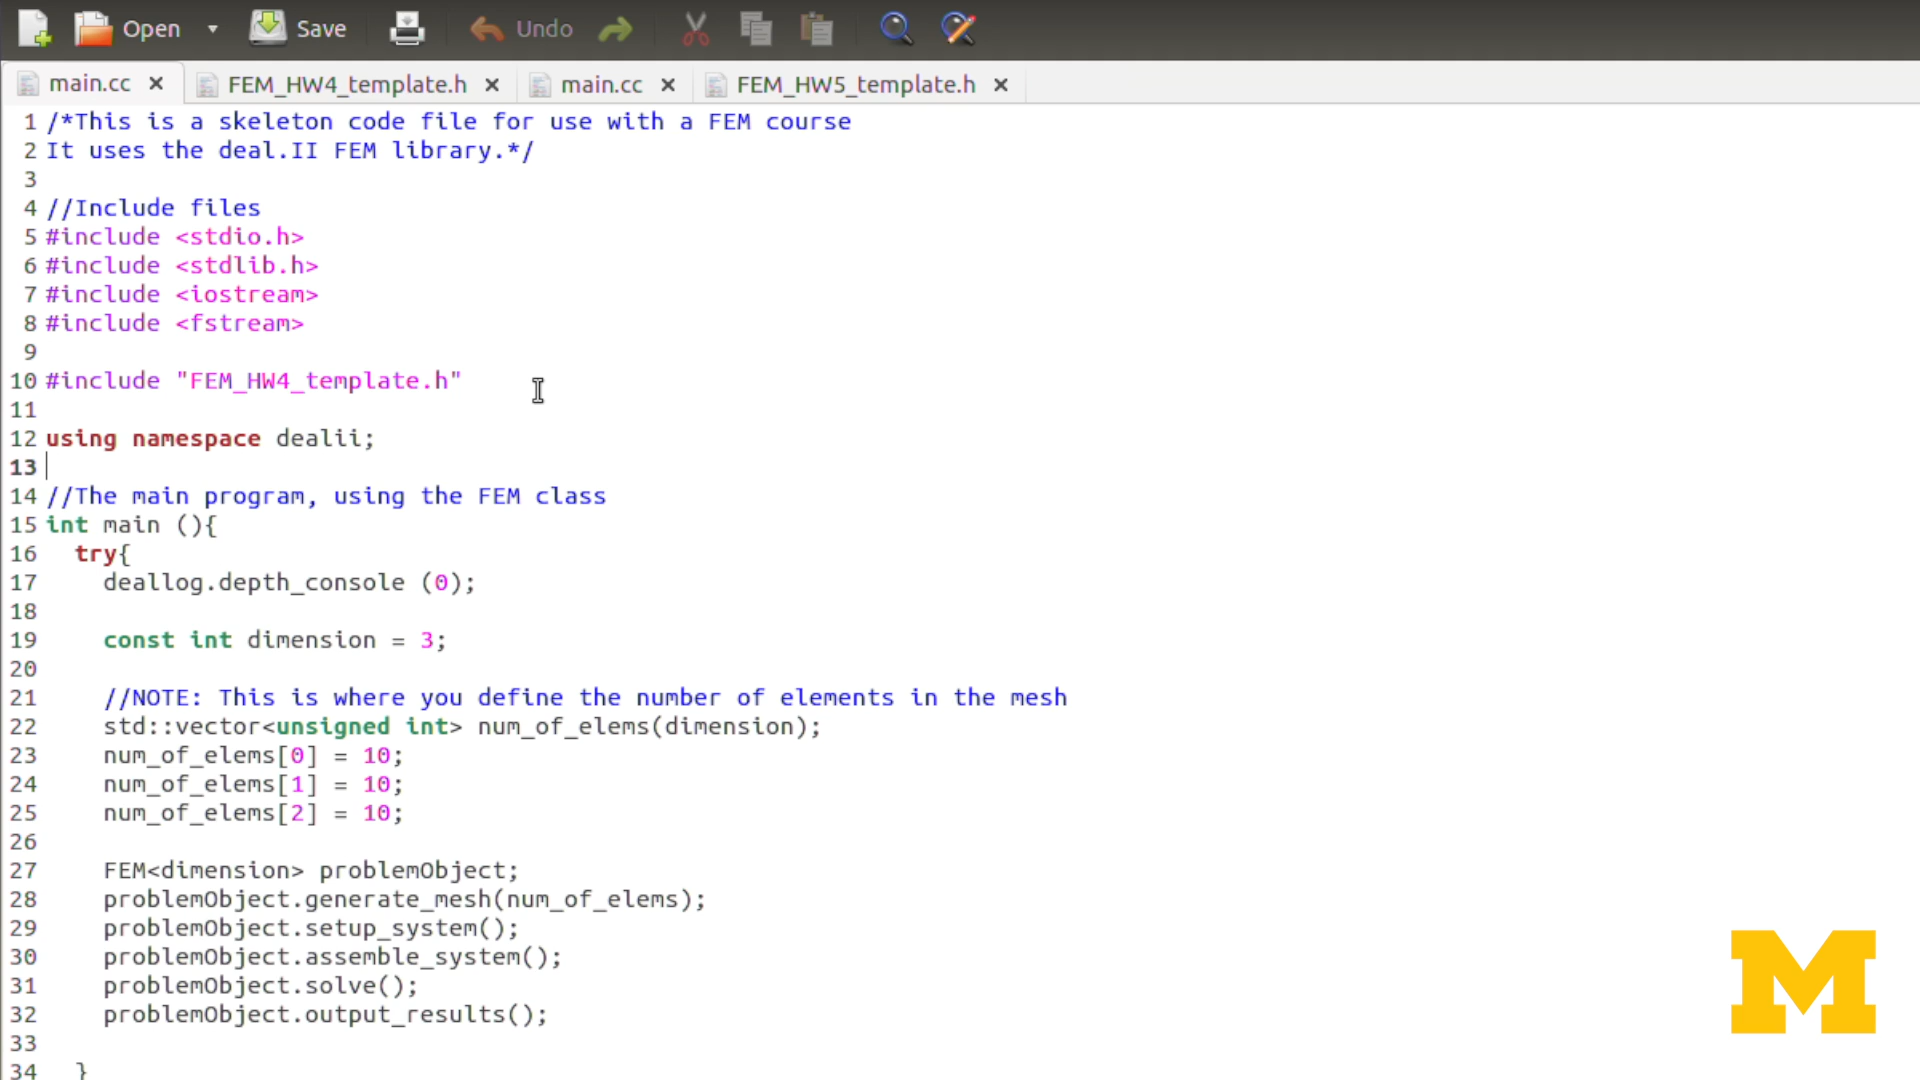 Open Save Undo
main.cc FEM_HW4_template.h main.cc FEM_HW5_template.h
1 /*This is a skeleton code file for use with a FEM course
2 It uses the deal.II FEM library.*/
3
4 //Include files
5 #include <stdio.h>
6 #include <stdlib.h>
7 #include <iostream>
8 #include <fstream>
9
10 #include "FEM_HW4_template.h"
11
12 using namespace dealii;
13
14 //The main program, using the FEM class
15 int main (){
16   try{
17     deallog.depth_console (0);
18
19     const int dimension = 3;
20
21     //NOTE: This is where you define the number of elements in the mesh
22     std::vector<unsigned int> num_of_elems(dimension);
23     num_of_elems[0] = 10;
24     num_of_elems[1] = 10;
25     num_of_elems[2] = 10;
26
27     FEM<dimension> problemObject;
28     problemObject.generate_mesh(num_of_elems);
29     problemObject.setup_system();
30     problemObject.assemble_system();
31     problemObject.solve();
32     problemObject.output_results();
33
34   }
M